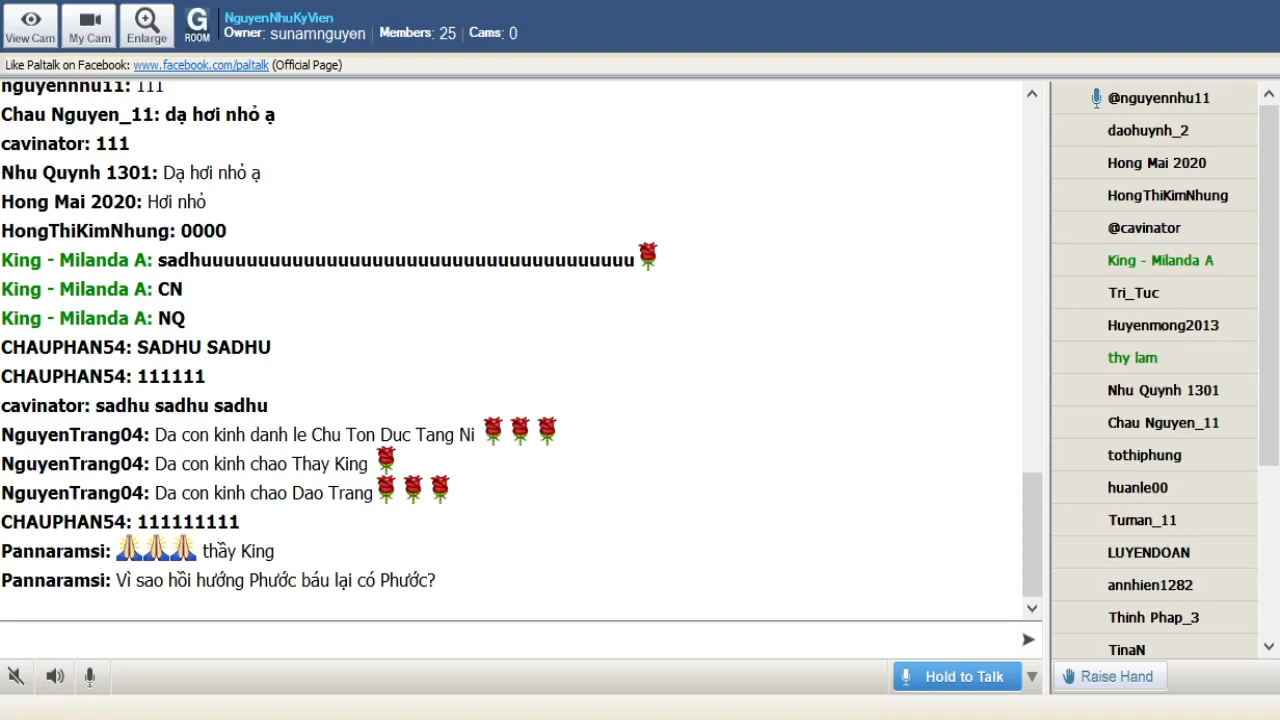 View Cam
My Cam
Enlarge
G
ROOM
NguyenNhuKyVien
Owner: sunamnguyen Members: 25 Cams: 0
Like Paltalk on Facebook: www.facebook.com/paltalk (Official Page)
nguyennhu11: 111
Chau Nguyen_11: dạ hơi nhỏ ạ
cavinator: 111
Nhu Quynh 1301: Dạ hơi nhỏ ạ
Hong Mai 2020: Hơi nhỏ
HongThiKimNhung: 0000
King - Milanda A: sadhuuuuuuuuuuuuuuuuuuuuuuuuuuuuuuuuuuuuuu
King - Milanda A: CN
King - Milanda A: NQ
CHAUPHAN54: SADHU SADHU
CHAUPHAN54: 111111
cavinator: sadhu sadhu sadhu
NguyenTrang04: Da con kinh danh le Chu Ton Duc Tang Ni
NguyenTrang04: Da con kinh chao Thay King
NguyenTrang04: Da con kinh chao Dao Trang
CHAUPHAN54: 111111111
Pannaramsi: thầy King
Pannaramsi: Vì sao hồi hướng Phước báu lại có Phước?
@nguyennhu11
daohuynh_2
Hong Mai 2020
HongThiKimNhung
@cavinator
King - Milanda A
Tri_Tuc
Huyenmong2013
thy lam
Nhu Quynh 1301
Chau Nguyen_11
tothiphung
huanle00
Tuman_11
LUYENDOAN
annhien1282
Thinh Phap_3
TinaN
Hold to Talk
Raise Hand